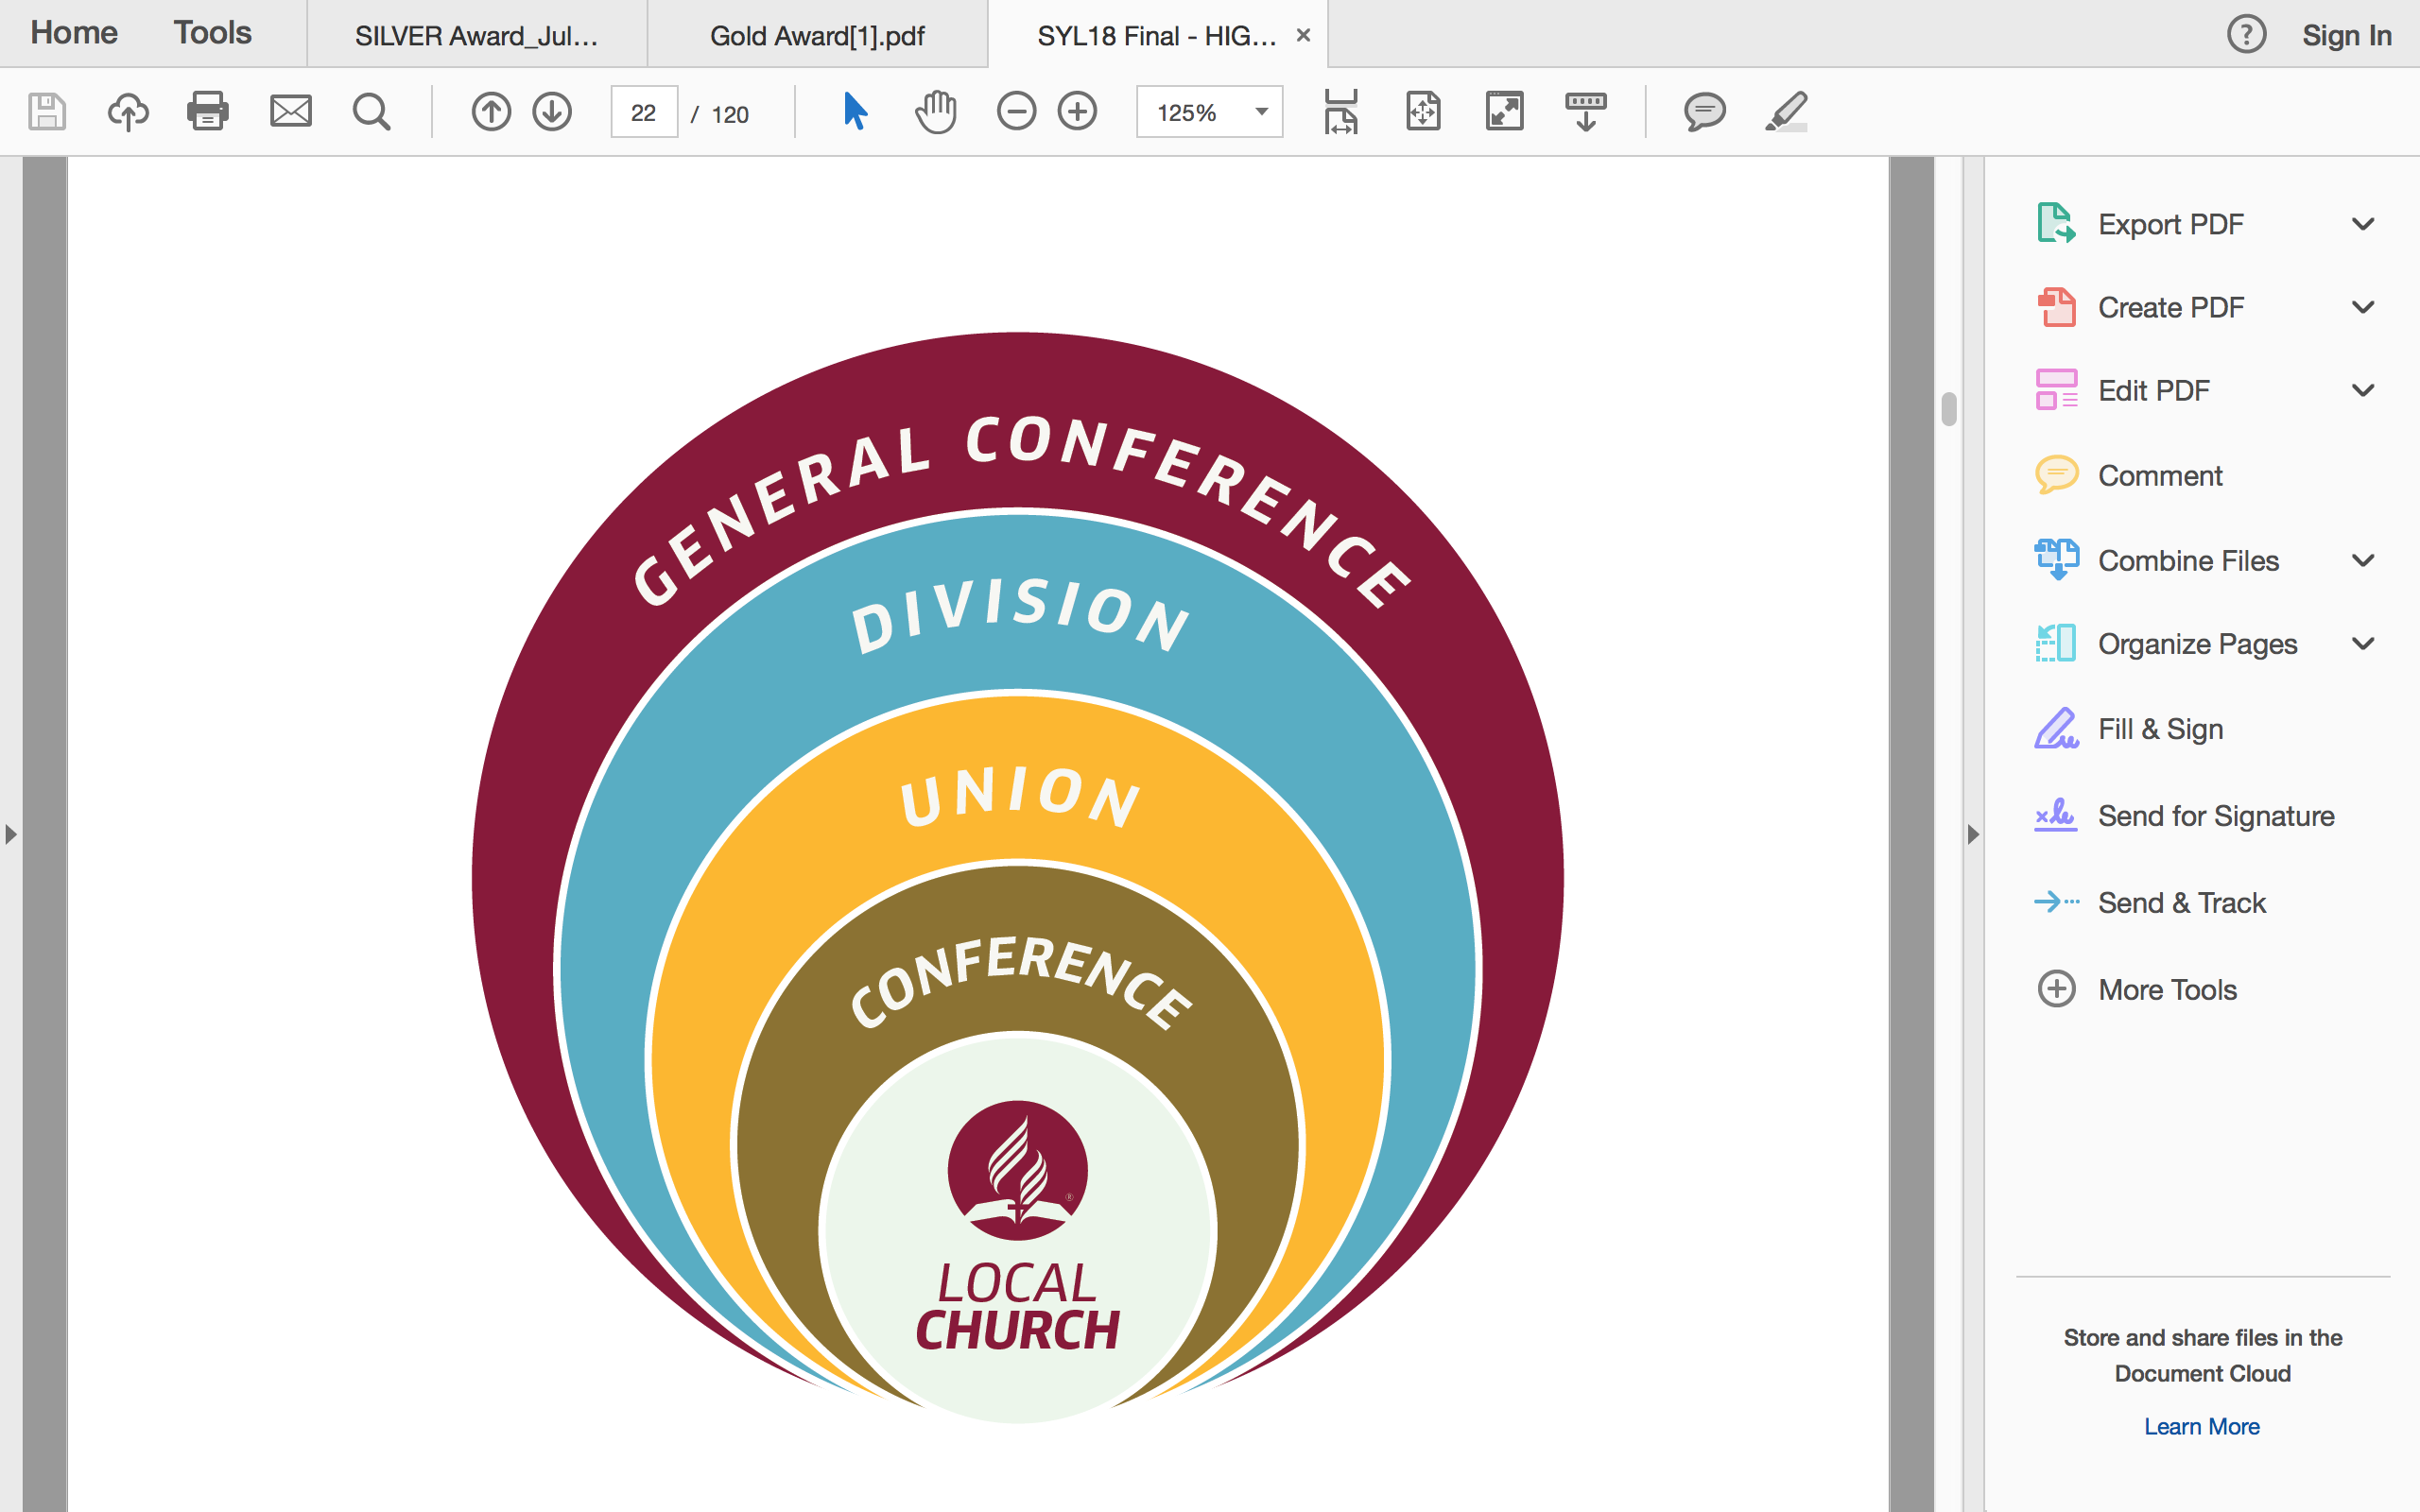 Home Tools SILVER Award_Jul... Gold Award[1].pdf SYL18 Final - HIG... × ? Sign In
22 / 120 125%
GENERAL CONFERENCE
DIVISION
UNION
CONFERENCE
®
LOCAL
CHURCH
Export PDF
Create PDF
Edit PDF
Comment
Combine Files
Organize Pages
Fill & Sign
Send for Signature
Send & Track
More Tools
Store and share files in the
Document Cloud
Learn More